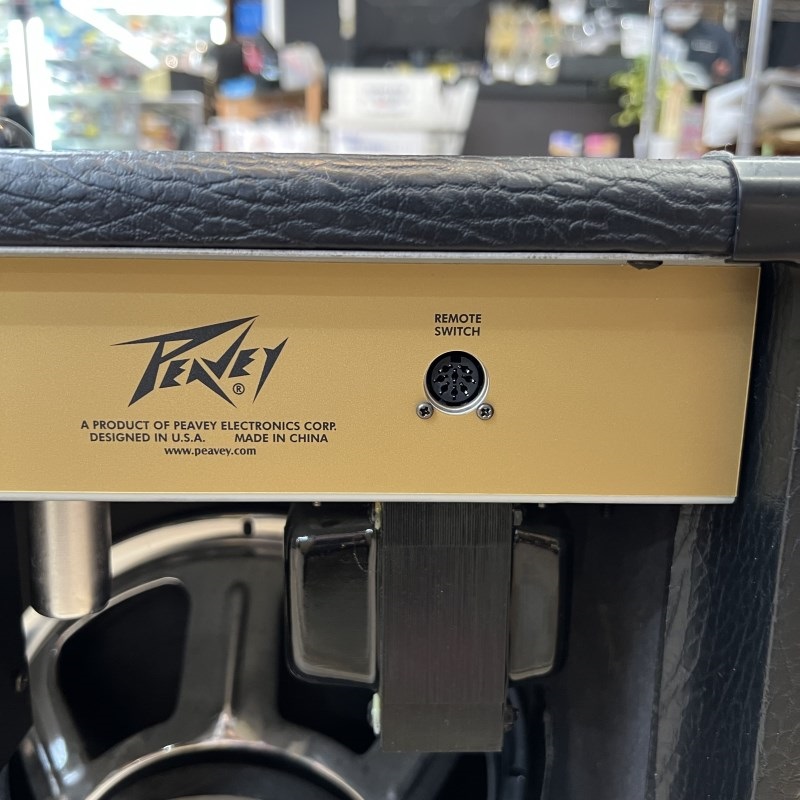 REMOTE
SWITCH
PEAVEY®
A PRODUCT OF PEAVEY ELECTRONICS CORP.
DESIGNED IN U.S.A. MADE IN CHINA
www.peavey.com